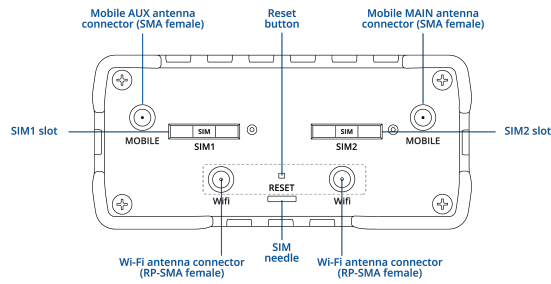 Mobile AUX antenna
connector (SMA female)
Reset
button
Mobile MAIN antenna
connector (SMA female)
SIM1 slot
SIM
SIM
SIM2 slot
MOBILE
SIM1
SIM2
MOBILE
RESET
Wifi
Wifi
SIM
needle
Wi-Fi antenna connector
(RP-SMA female)
Wi-Fi antenna connector
(RP-SMA female)